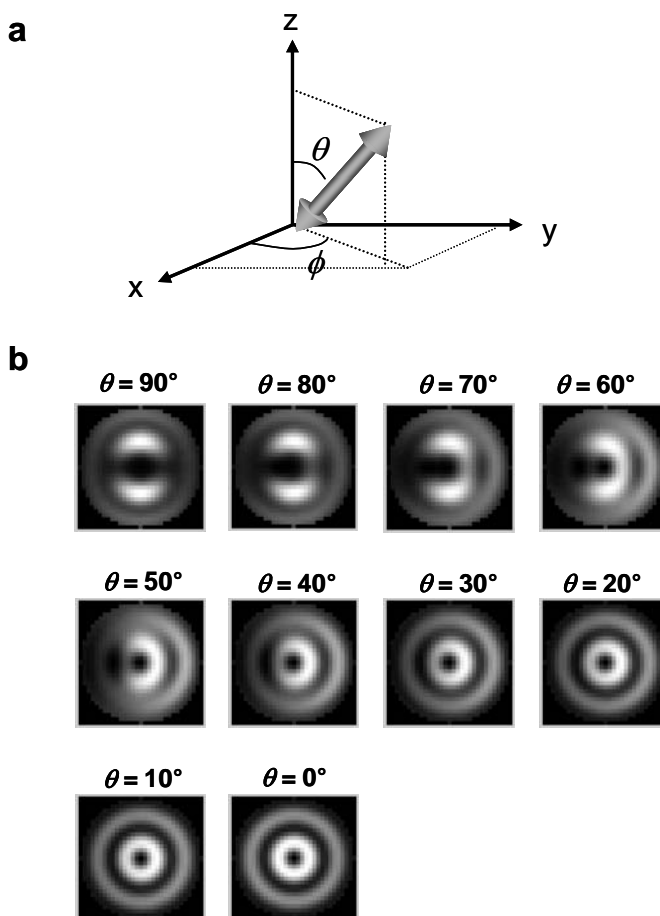 a
z
θ
y
x
ϕ
b
θ = 90° θ = 80° θ = 70° θ = 60°
θ = 50° θ = 40° θ = 30° θ = 20°
θ = 10° θ = 0°